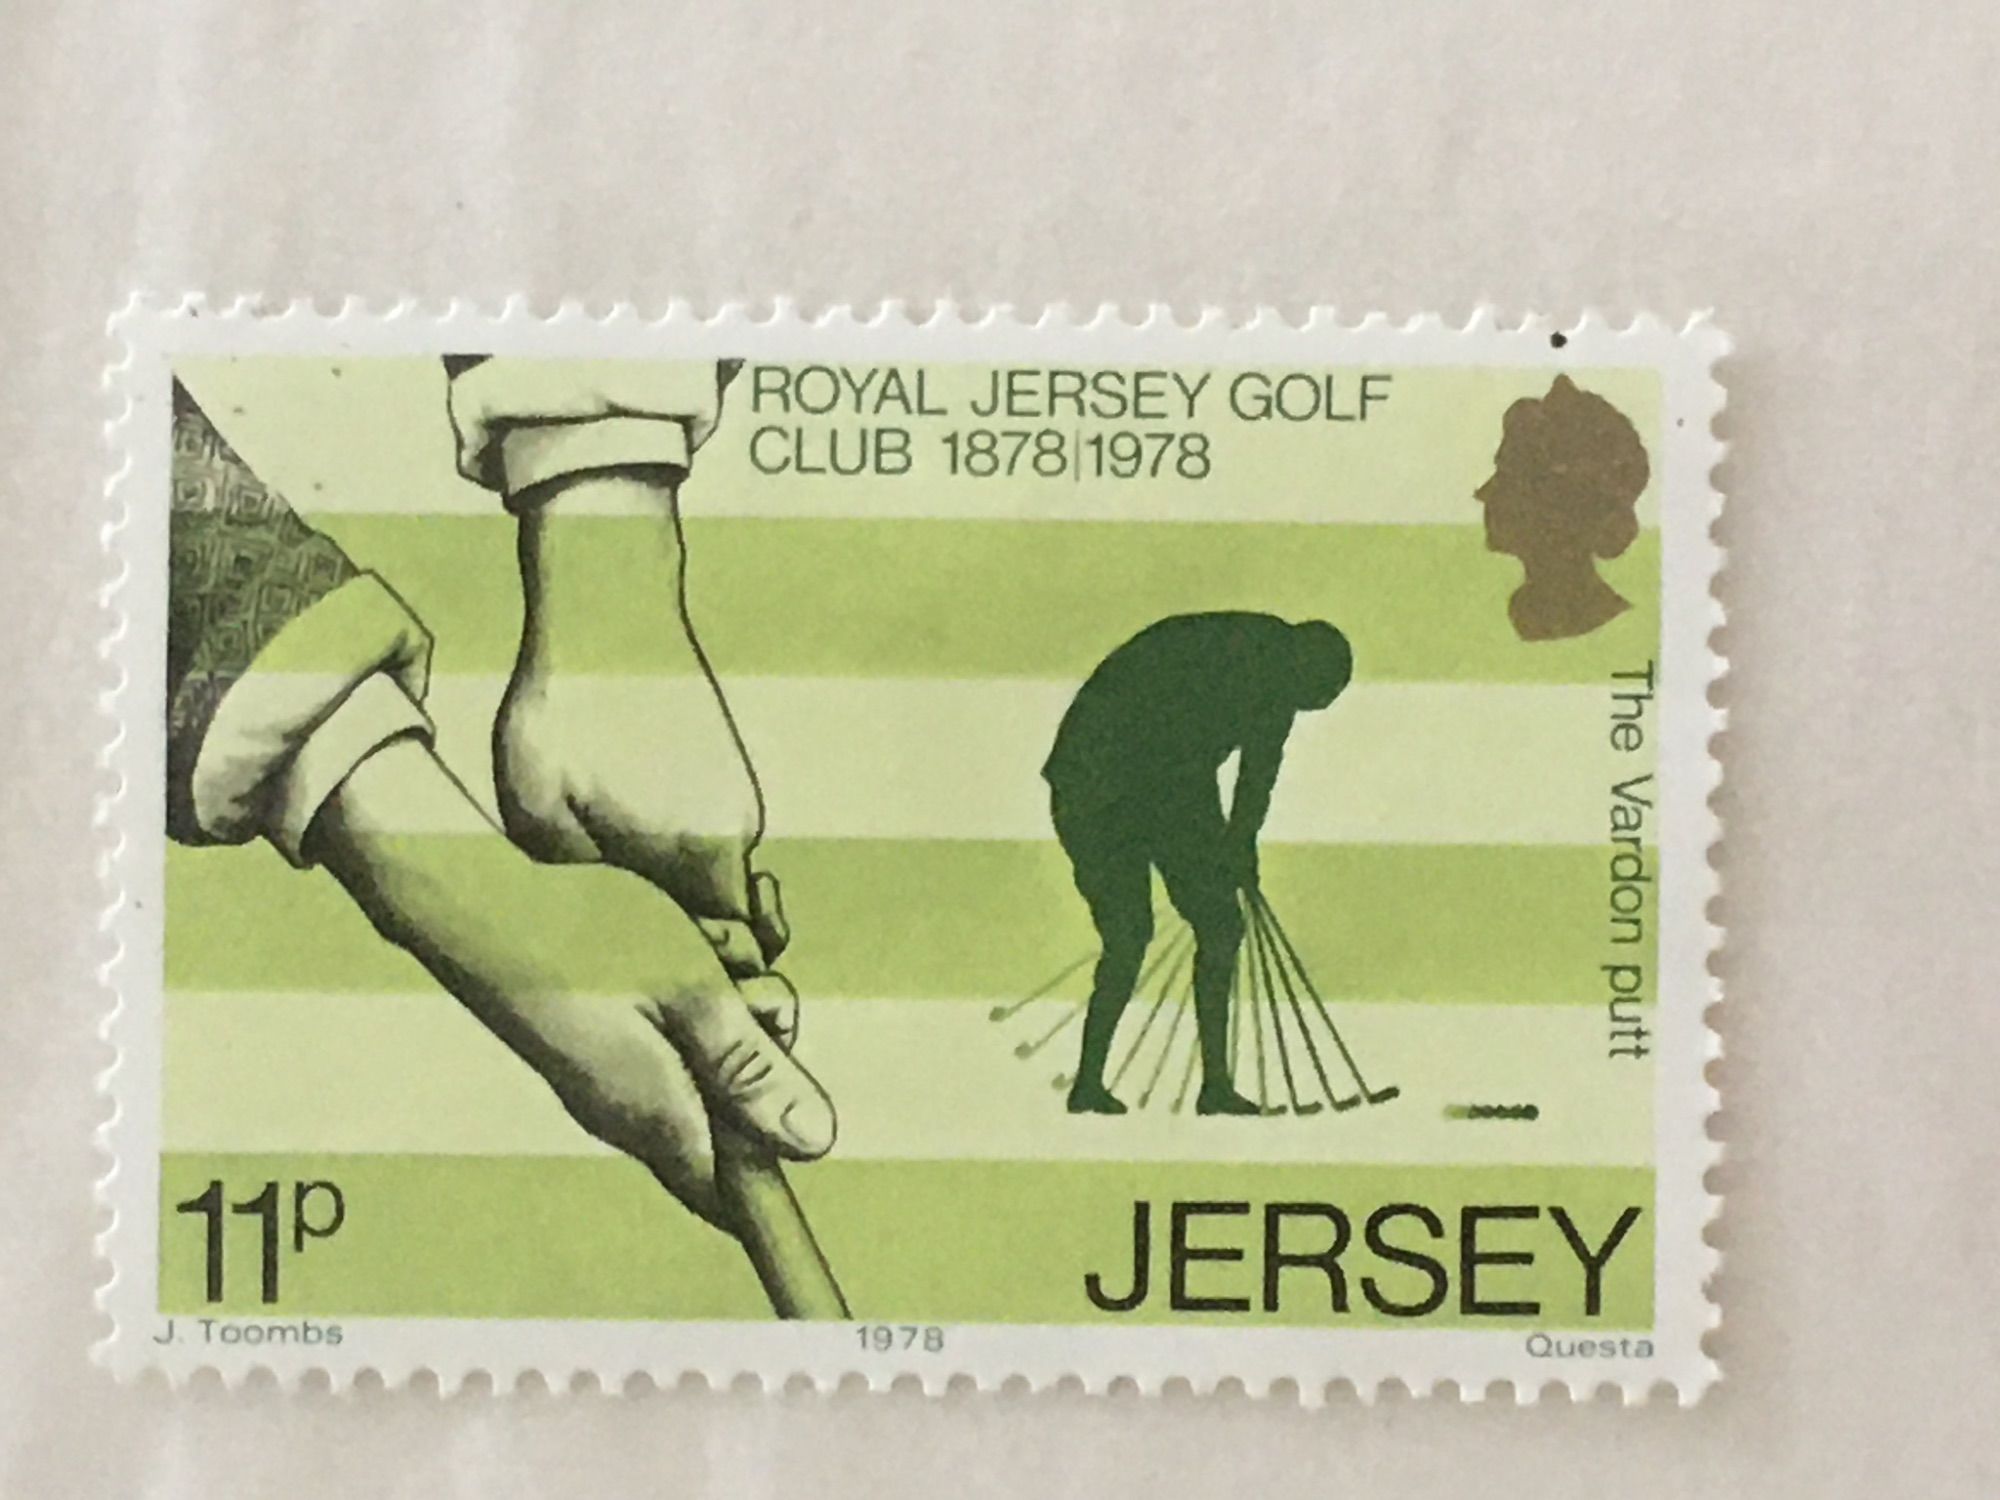 ROYAL JERSEY GOLF
CLUB 1878|1978
The Vardon putt
11p
JERSEY
J. Toombs
1978
Questa